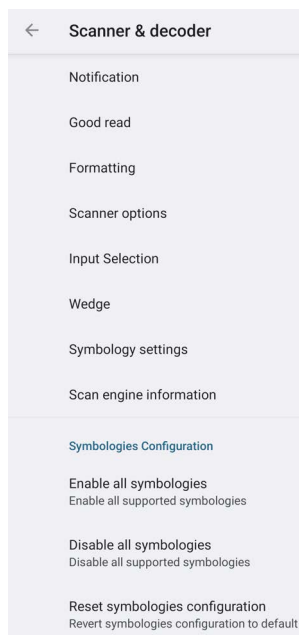 Scanner & decoder
Notification
Good read
Formatting
Scanner options
Input Selection
Wedge
Symbology settings
Scan engine information
Symbologies Configuration
Enable all symbologies
Enable all supported symbologies
Disable all symbologies
Disable all supported symbologies
Reset symbologies configuration
Revert symbologies configuration to default